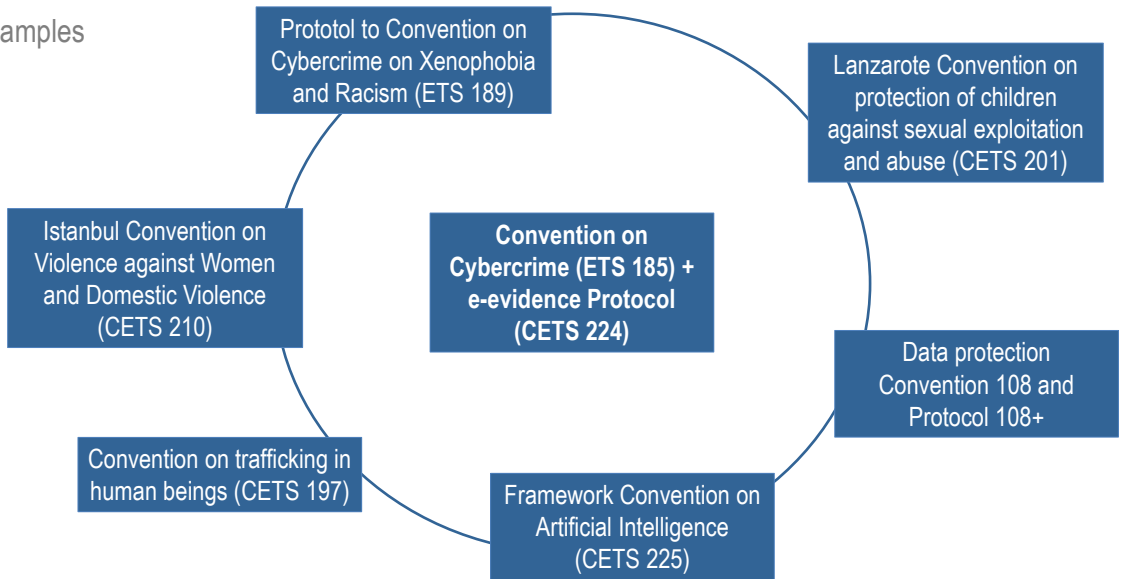 amples
Prototol to Convention on
Cybercrime on Xenophobia
and Racism (ETS 189)
Lanzarote Convention on
protection of children
against sexual exploitation
and abuse (CETS 201)
Istanbul Convention on
Violence against Women
and Domestic Violence
(CETS 210)
Convention on
Cybercrime (ETS 185) +
e-evidence Protocol
(CETS 224)
Data protection
Convention 108 and
Protocol 108+
Convention on trafficking in
human beings (CETS 197)
Framework Convention on
Artificial Intelligence
(CETS 225)